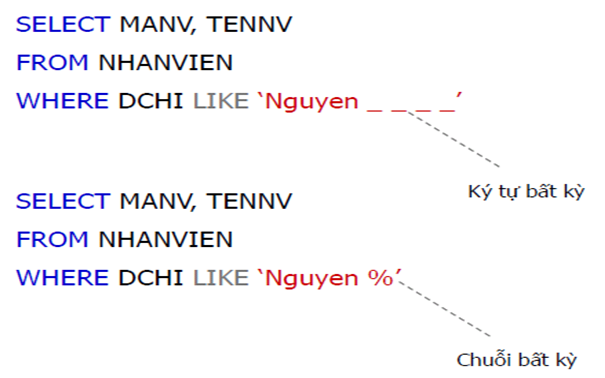 SELECT MANV, TENNV
FROM NHANVIEN
WHERE DCHI LIKE ‘Nguyen _ _ _ _’
Ký tự bất kỳ
SELECT MANV, TENNV
FROM NHANVIEN
WHERE DCHI LIKE ‘Nguyen %’
Chuỗi bất kỳ